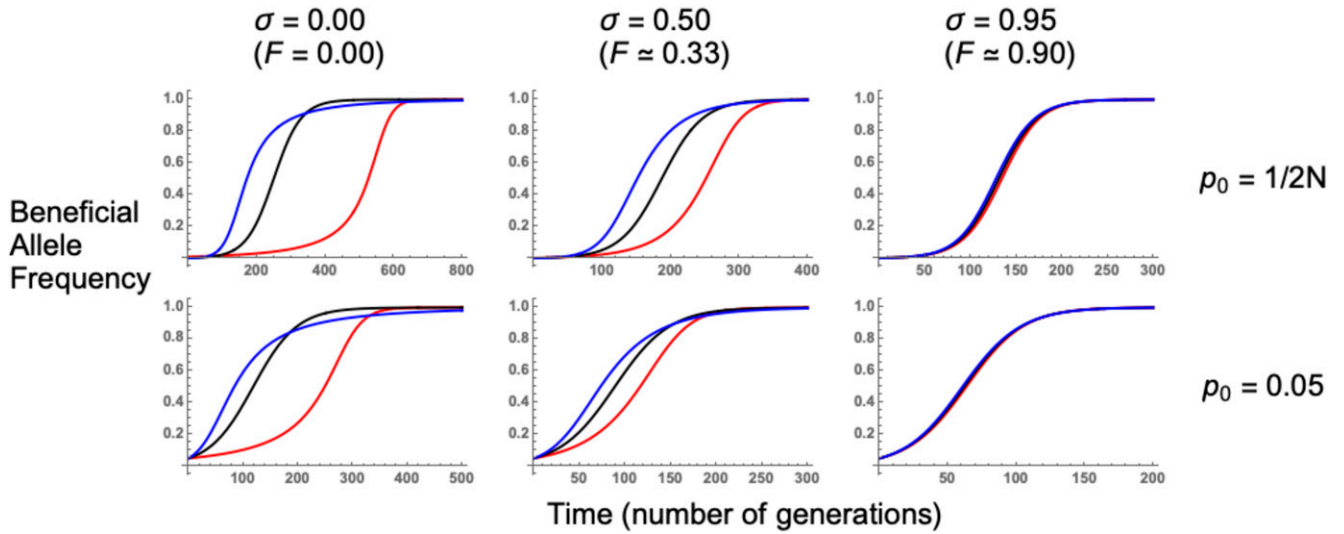 σ = 0.00
(F = 0.00)
σ = 0.50
(F ≃ 0.33)
σ = 0.95
(F ≃ 0.90)
1.0
0.8
0.6
0.4
0.2
200 400 600 800
1.0
0.8
0.6
0.4
0.2
100 200 300 400
1.0
0.8
0.6
0.4
0.2
50 100 150 200 250 300
p₀ = 1/2N
Beneficial
Allele
Frequency
1.0
0.8
0.6
0.4
0.2
100 200 300 400 500
1.0
0.8
0.6
0.4
0.2
50 100 150 200 250 300
1.0
0.8
0.6
0.4
0.2
50 100 150 200
p₀ = 0.05
Time (number of generations)